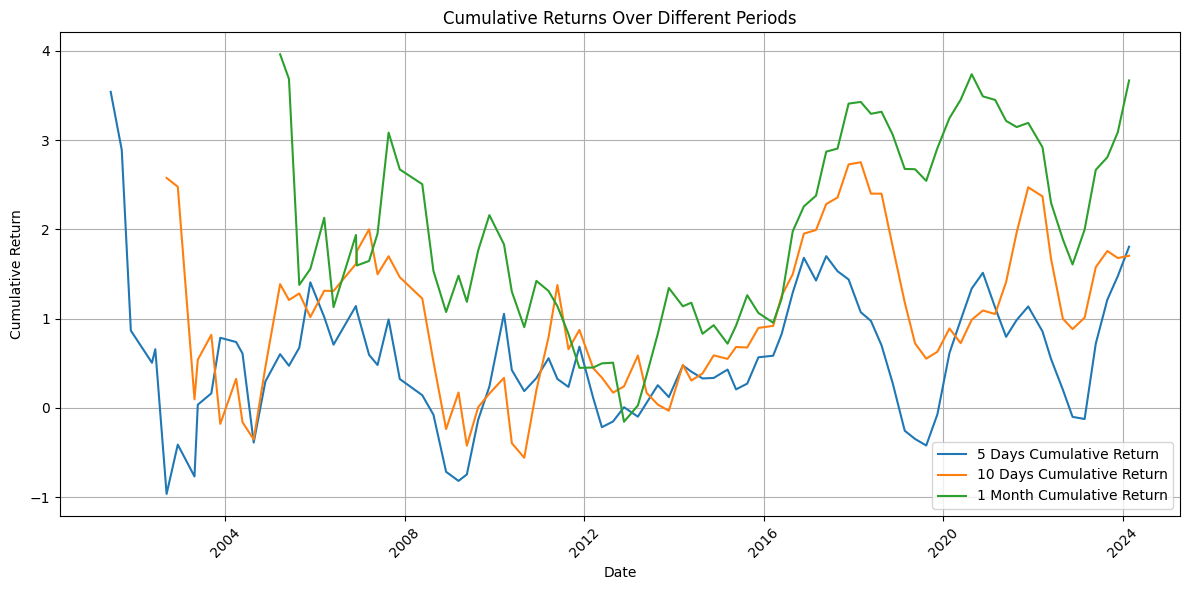 Cumulative Returns Over Different Periods
Cumulative Return
4
3
2
1
0
−1
2004
2008
2012
2016
2020
2024
Date
5 Days Cumulative Return
10 Days Cumulative Return
1 Month Cumulative Return